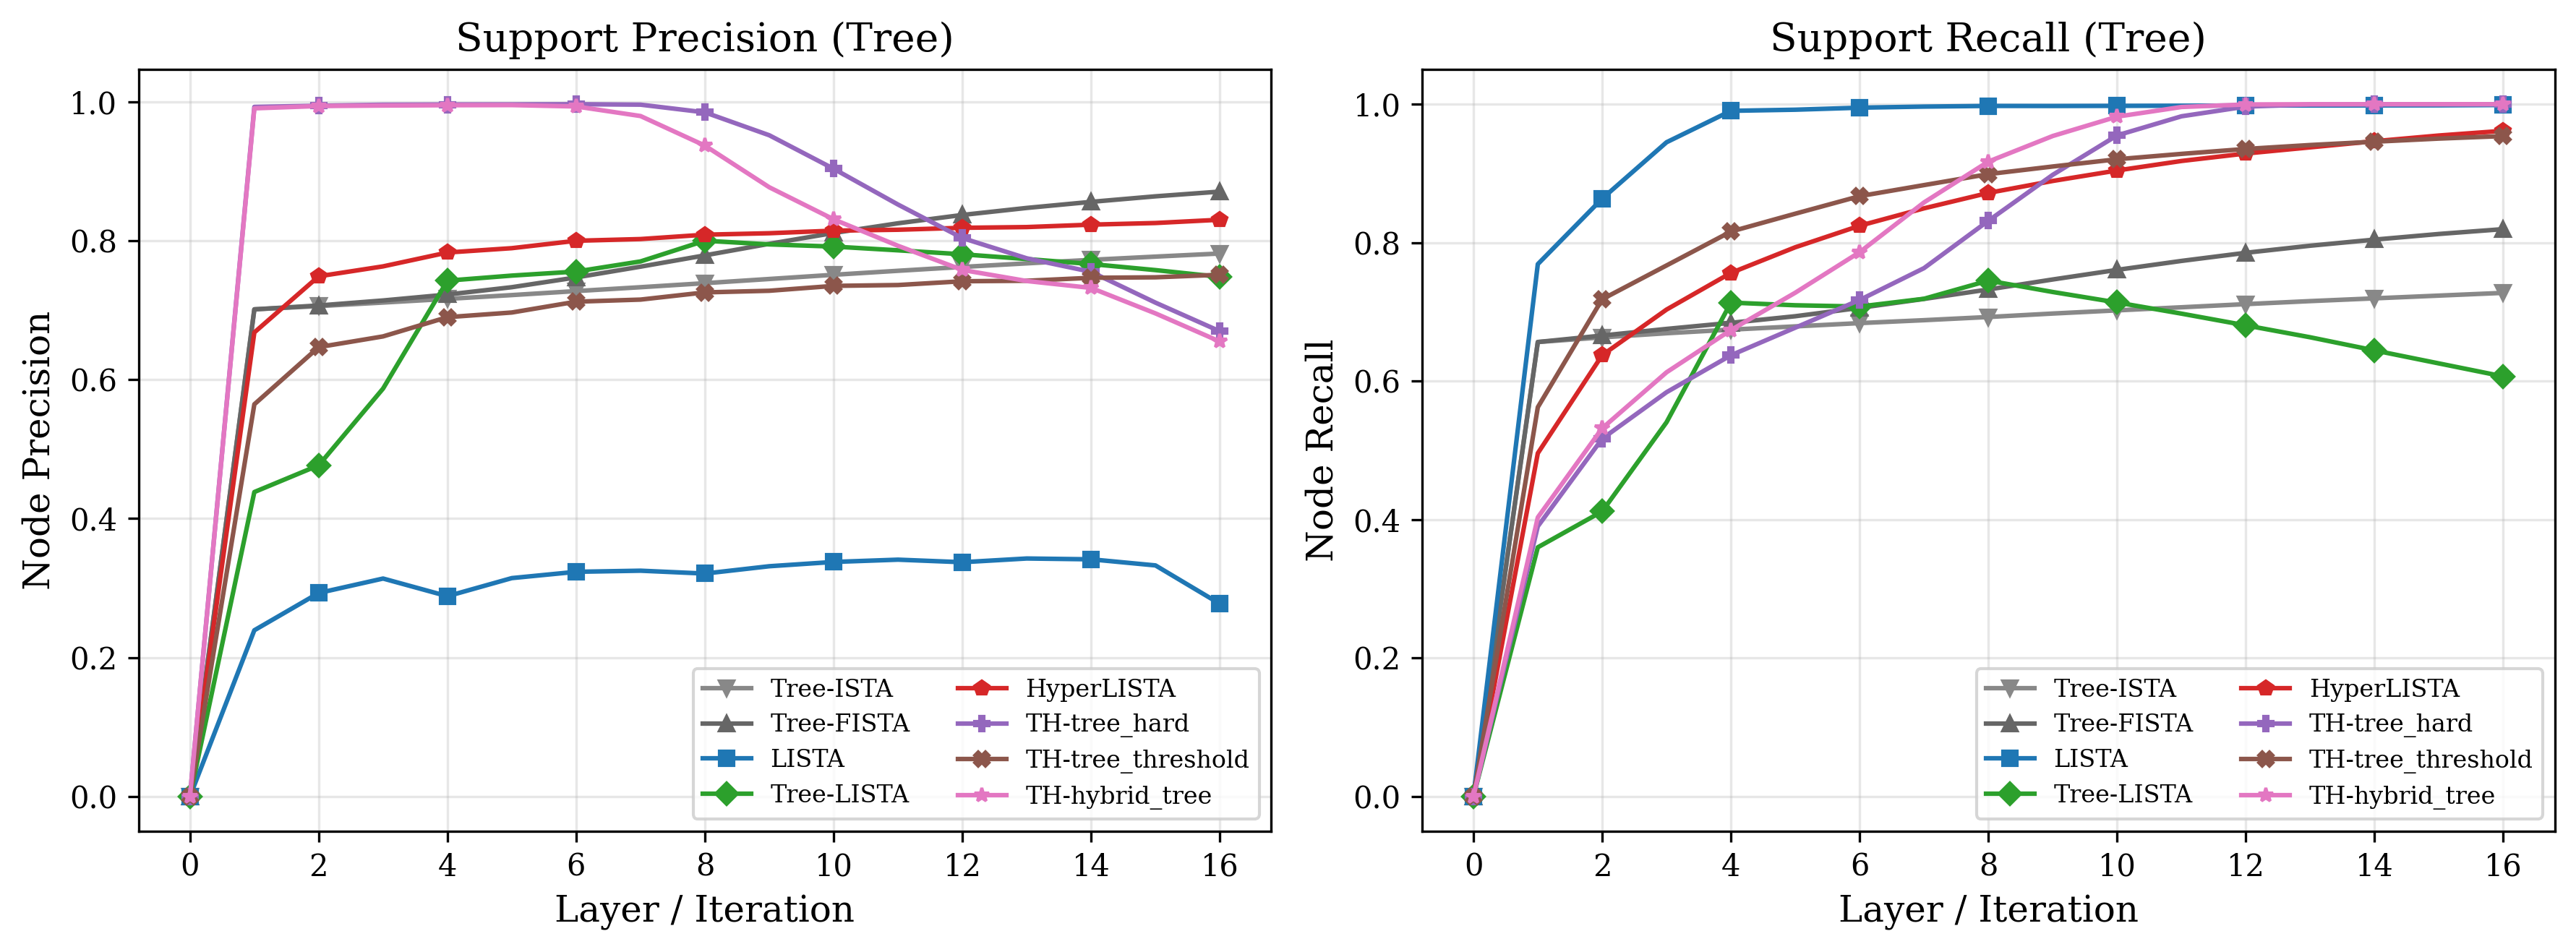 Support Precision (Tree)
Node Precision
1.0
0.8
0.6
0.4
0.2
0.0
0 2 4 6 8 10 12 14 16
Layer / Iteration
Tree-ISTA
Tree-FISTA
LISTA
Tree-LISTA
HyperLISTA
TH-tree_hard
TH-tree_threshold
TH-hybrid_tree
Support Recall (Tree)
Node Recall
1.0
0.8
0.6
0.4
0.2
0.0
0 2 4 6 8 10 12 14 16
Layer / Iteration
Tree-ISTA
Tree-FISTA
LISTA
Tree-LISTA
HyperLISTA
TH-tree_hard
TH-tree_threshold
TH-hybrid_tree